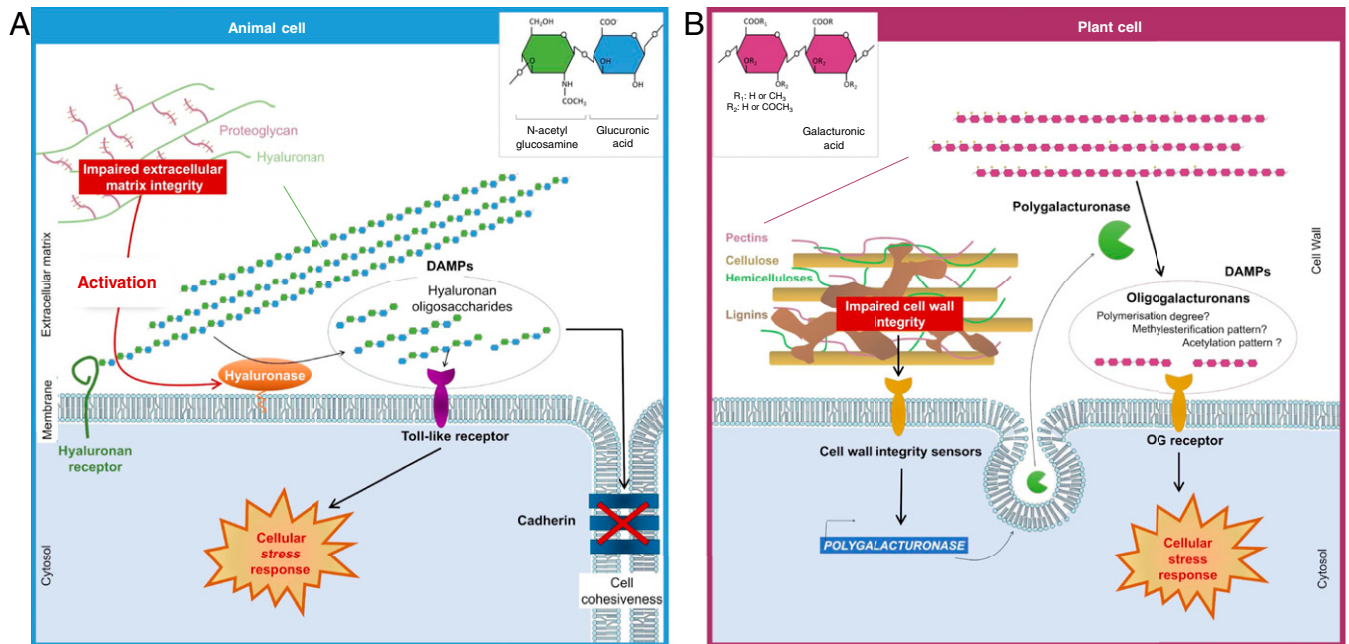 A
Animal cell
CH₂OH
COO⁻
O
O
O
O
O
OH
OH
NH
COCH₃
N-acetyl
glucosamine
Glucuronic
acid
Proteoglycan
Hyaluronan
Impaired extracellular
matrix integrity
Extracellular matrix
Activation
DAMPs
Hyaluronan
oligosaccharides
Hyaluronase
Membrane
Hyaluronan
receptor
Toll-like receptor
Cadherin
Cellular
stress
response
Cell
cohesiveness
Cytosol
B
Plant cell
COOR₁
COOR
O
O
O
O
O
OR₂
OR₂
OR₂
OR₂
R₁: H or CH₃
R₂: H or COCH₃
Galacturonic
acid
Polygalacturonase
Cell Wall
Pectins
Cellulose
Hemicelluloses
Lignins
Impaired cell wall
integrity
DAMPs
Oligogalacturonans
Polymerisation degree?
Methylesterification pattern?
Acetylation pattern ?
Cell wall integrity sensors
OG receptor
POLYGALACTURONASE
Cellular
stress
response
Cytosol